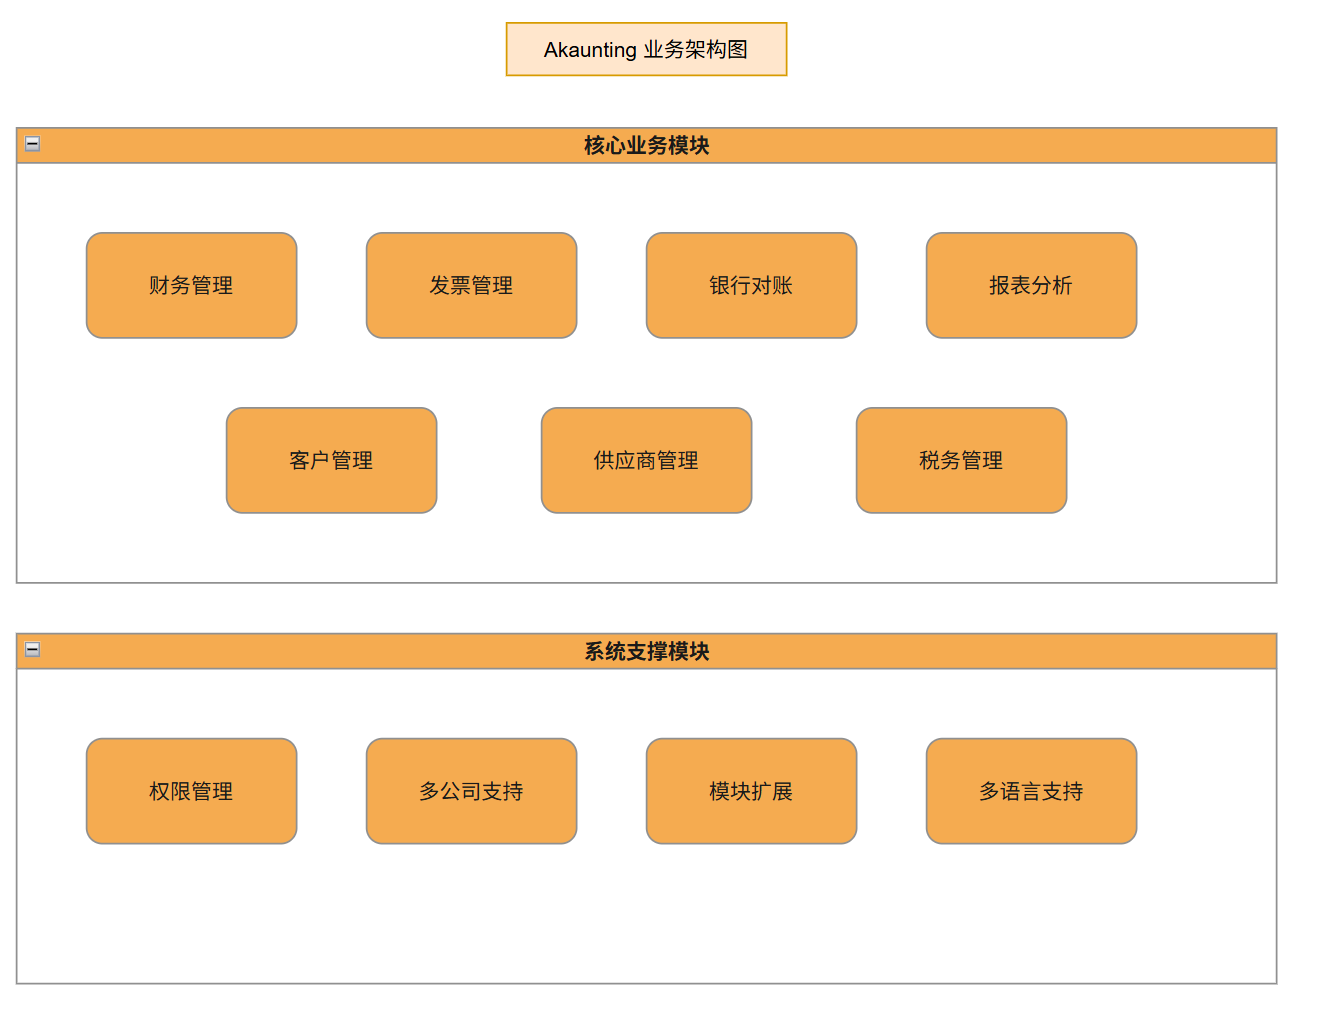 Akaunting 业务架构图
核心业务模块
财务管理
发票管理
银行对账
报表分析
客户管理
供应商管理
税务管理
系统支撑模块
权限管理
多公司支持
模块扩展
多语言支持